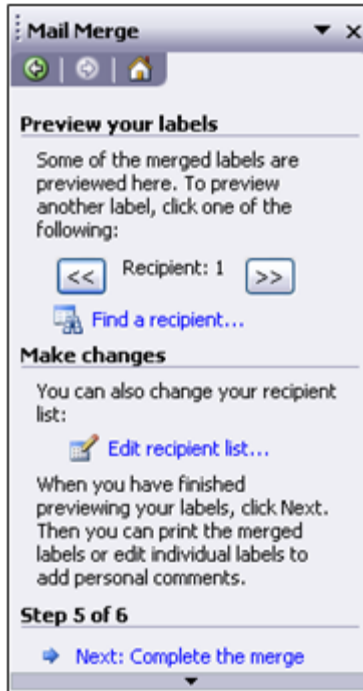 Mail Merge
Preview your labels
Some of the merged labels are
previewed here. To preview
another label, click one of the
following:
<< Recipient: 1 >>
Find a recipient...
Make changes
You can also change your recipient
list:
Edit recipient list...
When you have finished
previewing your labels, click Next.
Then you can print the merged
labels or edit individual labels to
add personal comments.
Step 5 of 6
Next: Complete the merge